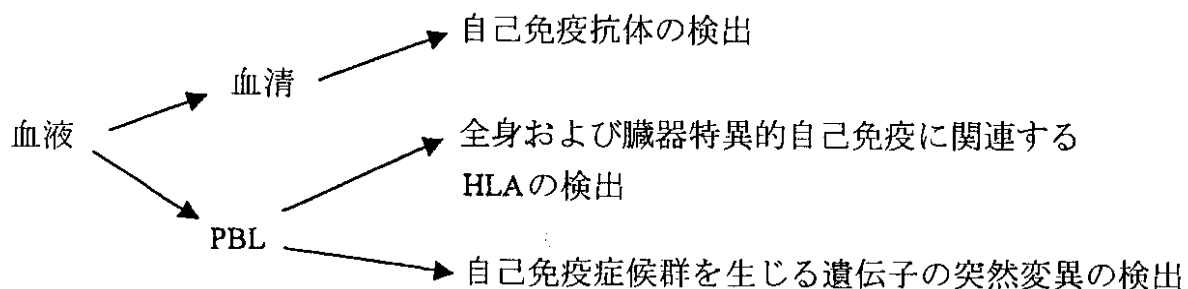 自己免疫抗体の検出
血清
血液
全身および臓器特異的自己免疫に関連する
HLAの検出
PBL
自己免疫症候群を生じる遺伝子の突然変異の検出